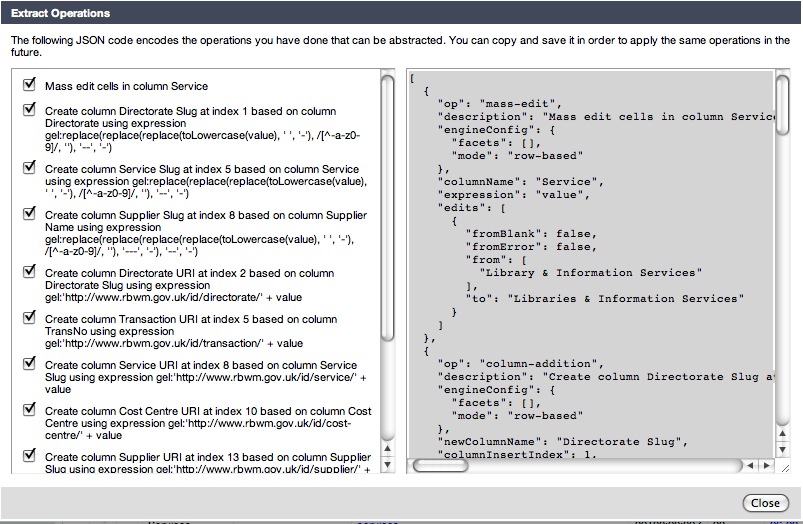 Extract Operations
The following JSON code encodes the operations you have done that can be abstracted. You can copy and save it in order to apply the same operations in the
future.
Mass edit cells in column Service
Create column Directorate Slug at index 1 based on column
Directorate using expression
gel:replace(replace(replace(toLowercase(value), ' ', '-'), /[^-a-z0-
9]/, ''), '--', '-')
Create column Service Slug at index 5 based on column Service
using expression gel:replace(replace(replace(toLowercase(value),
' ', '-'), /[^-a-z0-9]/, ''), '--', '-')
Create column Supplier Slug at index 8 based on column Supplier
Name using expression
gel:replace(replace(replace(replace(toLowercase(value), ' ', '-'),
/[^-a-z0-9]/, ''), '---', '-'), '--', '-')
Create column Directorate URI at index 2 based on column
Directorate Slug using expression
gel:'http://www.rbwm.gov.uk/id/directorate/' + value
Create column Transaction URI at index 5 based on column
TransNo using expression
gel:'http://www.rbwm.gov.uk/id/transaction/' + value
Create column Service URI at index 8 based on column Service
Slug using expression gel:'http://www.rbwm.gov.uk/id/service/' +
value
Create column Cost Centre URI at index 10 based on column Cost
Centre using expression gel:'http://www.rbwm.gov.uk/id/cost-
centre/' + value
Create column Supplier URI at index 13 based on column Supplier
Slug using expression gel:'http://www.rbwm.gov.uk/id/supplier/' +
[
{
"op": "mass-edit",
"description": "Mass edit cells in column Service
"engineConfig": {
"facets": [],
"mode": "row-based"
},
"columnName": "Service",
"expression": "value",
"edits": [
{
"fromBlank": false,
"fromError": false,
"from": [
"Library & Information Services"
],
"to": "Libraries & Information Services"
}
]
},
{
"op": "column-addition",
"description": "Create column Directorate Slug a
"engineConfig": {
"facets": [],
"mode": "row-based"
},
"newColumnName": "Directorate Slug",
"columnInsertIndex": 1,
Close